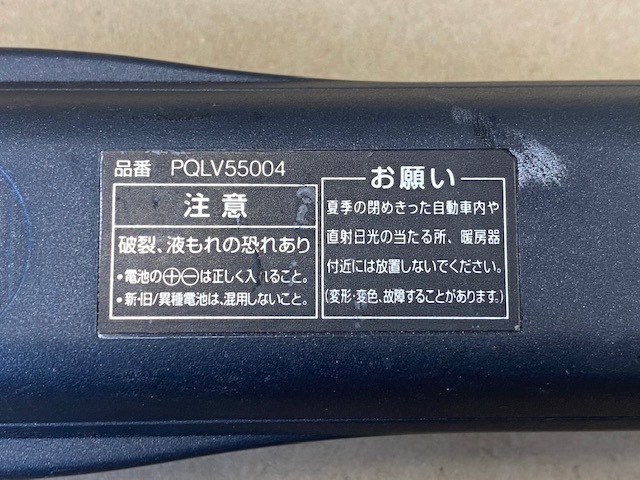 品番 PQLV55004
注意
破裂、液もれの恐れあり
・電池の⊕⊖は正しく入れること。
・新・旧/異種電池は、混用しないこと。
お願い
夏季の閉めきった自動車内や
直射日光の当たる所、暖房器
付近には放置しないでください。
(変形・変色、故障することがあります。)